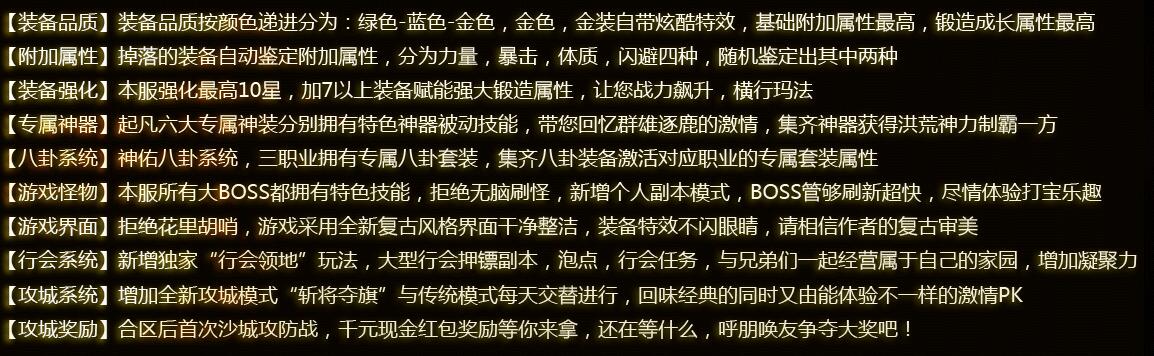 【装备品质】装备品质按颜色递进分为：绿色-蓝色-金色，金色，金装自带炫酷特效，基础附加属性最高，锻造成长属性最高
【附加属性】掉落的装备自动鉴定附加属性，分为力量，暴击，体质，闪避四种，随机鉴定出其中两种
【装备强化】本服强化最高10星，加7以上装备赋能强大锻造属性，让您战力飙升，横行玛法
【专属神器】起凡六大专属神装分别拥有特色神器被动技能，带您回忆群雄逐鹿的激情，集齐神器获得洪荒神力制霸一方
【八卦系统】神佑八卦系统，三职业拥有专属八卦套装，集齐八卦装备激活对应职业的专属套装属性
【游戏怪物】本服所有大BOSS都拥有特色技能，拒绝无脑刷怪，新增个人副本模式，BOSS管够刷新超快，尽情体验打宝乐趣
【游戏界面】拒绝花里胡哨，游戏采用全新复古风格界面干净整洁，装备特效不闪眼睛，请相信作者的复古审美
【行会系统】新增独家“行会领地”玩法，大型行会押镖副本，泡点，行会任务，与兄弟们一起经营属于自己的家园，增加凝聚力
【攻城系统】增加全新攻城模式“斩将夺旗”与传统模式每天交替进行，回味经典的同时又由能体验不一样的激情PK
【攻城奖励】合区后首次沙城攻防战，千元现金红包奖励等你来拿，还在等什么，呼朋唤友争夺大奖吧！